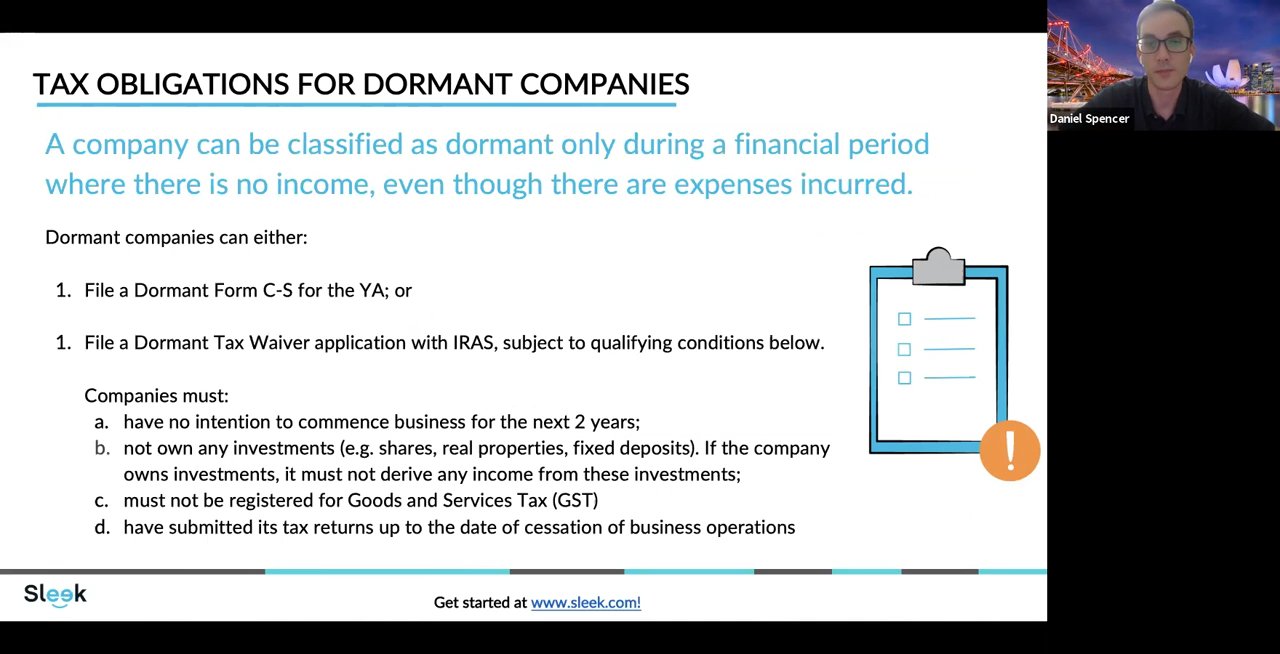 TAX OBLIGATIONS FOR DORMANT COMPANIES
A company can be classified as dormant only during a financial period
where there is no income, even though there are expenses incurred.
Dormant companies can either:
1. File a Dormant Form C-S for the YA; or
1. File a Dormant Tax Waiver application with IRAS, subject to qualifying conditions below.
Companies must:
a. have no intention to commence business for the next 2 years;
b. not own any investments (e.g. shares, real properties, fixed deposits). If the company
owns investments, it must not derive any income from these investments;
c. must not be registered for Goods and Services Tax (GST)
d. have submitted its tax returns up to the date of cessation of business operations
!
Sleek
Get started at www.sleek.com!
Daniel Spencer